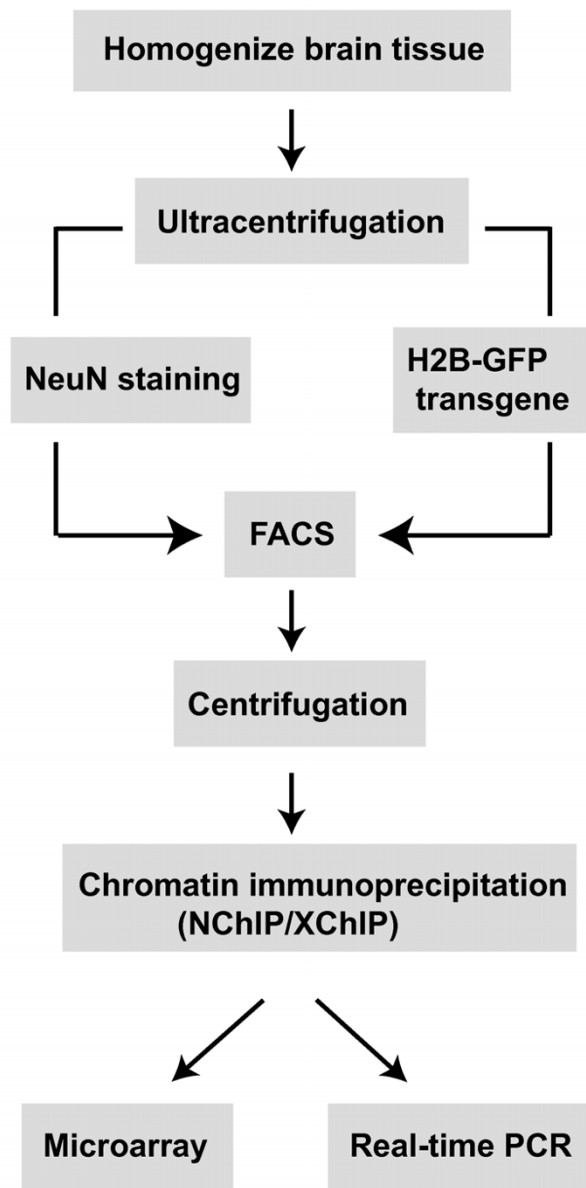 Homogenize brain tissue
Ultracentrifugation
NeuN staining
H2B-GFP
transgene
FACS
Centrifugation
Chromatin immunoprecipitation
(NChIP/XChIP)
Microarray
Real-time PCR